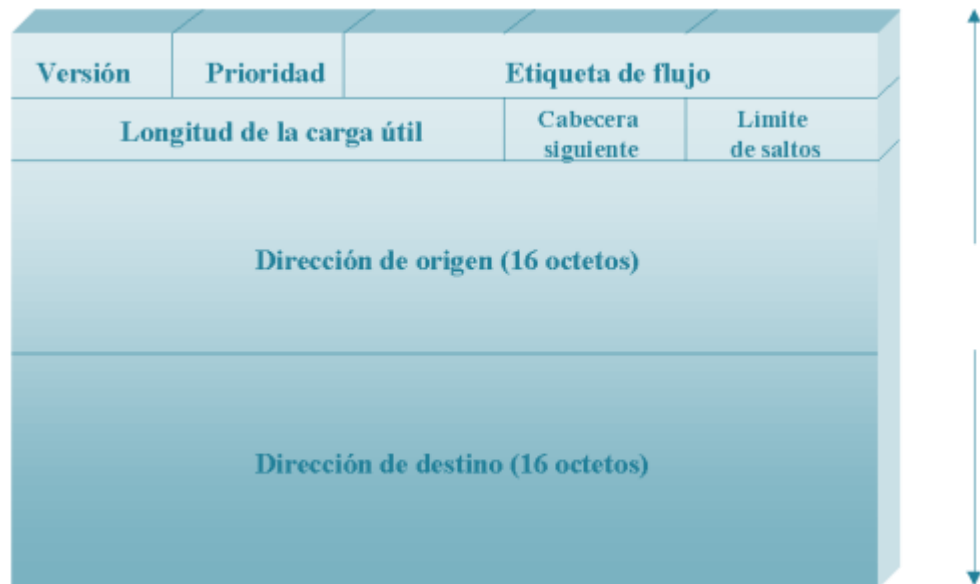 Versión Prioridad Etiqueta de flujo
Longitud de la carga útil
Cabecera
siguiente
Limite
de saltos
Dirección de origen (16 octetos)
Dirección de destino (16 octetos)